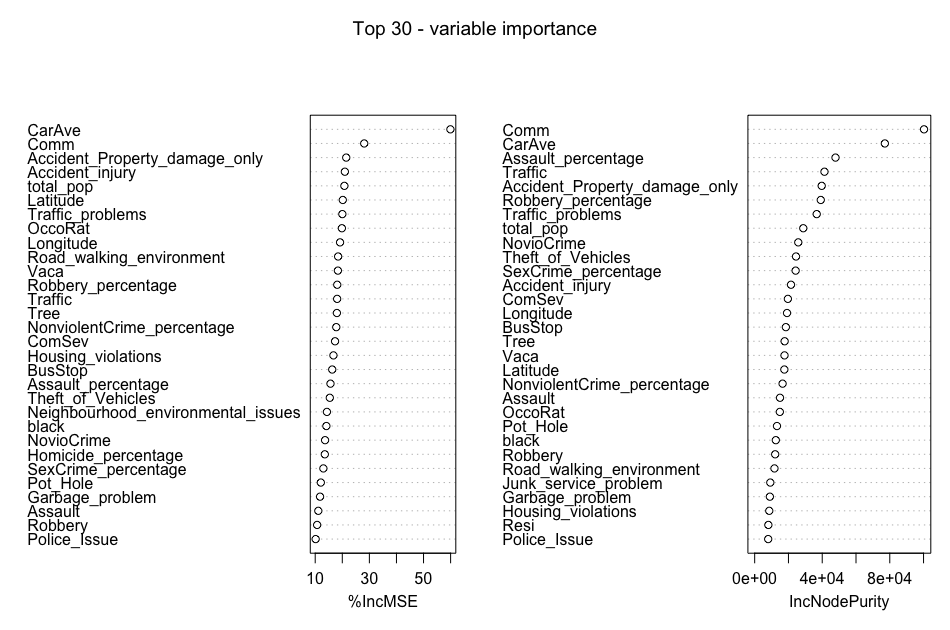 Top 30 - variable importance
CarAve
Comm
Accident_Property_damage_only
Accident_injury
total_pop
Latitude
Traffic_problems
OccoRat
Longitude
Road_walking_environment
Vaca
Robbery_percentage
Traffic
Tree
NonviolentCrime_percentage
ComSev
Housing_violations
BusStop
Assault_percentage
Theft_of_Vehicles
Neighbourhood_environmental_issues
black
NovioCrime
Homicide_percentage
SexCrime_percentage
Pot_Hole
Garbage_problem
Assault
Robbery
Police_Issue
10 30 50
%IncMSE
Comm
CarAve
Assault_percentage
Traffic
Accident_Property_damage_only
Robbery_percentage
Traffic_problems
total_pop
NovioCrime
Theft_of_Vehicles
SexCrime_percentage
Accident_injury
ComSev
Longitude
BusStop
Tree
Vaca
Latitude
NonviolentCrime_percentage
Assault
OccoRat
Pot_Hole
black
Robbery
Road_walking_environment
Junk_service_problem
Garbage_problem
Housing_violations
Resi
Police_Issue
0e+00 4e+04 8e+04
IncNodePurity